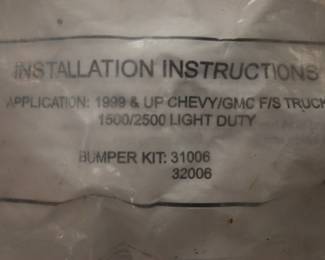 INSTALLATION INSTRUCTIONS
APPLICATION: 1999 & UP CHEVY/GMC F/S TRUCK
1500/2500 LIGHT DUTY
BUMPER KIT: 31006
32006